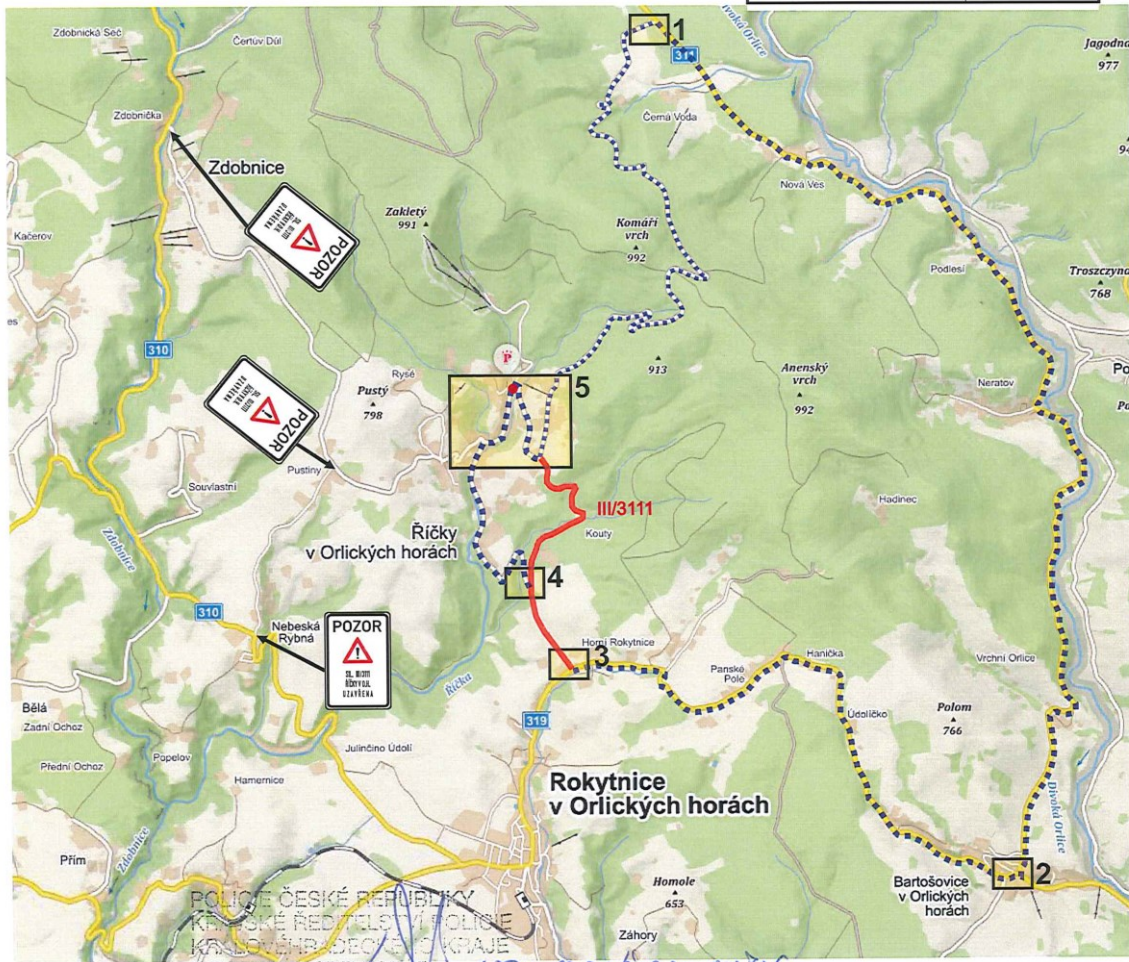 Zdobnická Seč
Čertův Důl
Divoká Orlice
1
311
Jagodna
977
Zdobnička
Černá Voda
Zdobnice
Nová Ves
Zakletý
991
Komáří
vrch
992
Kačerov
POZOR
Podlesí
Troszczyna
768
310
P
913
Anenský
vrch
992
Rysé
5
Pustý
798
Neratov
POZOR
Pustiny
Souvlastní
III/3111
Hadinec
Kouty
Říčky
v Orlických horách
Zdobnice
4
310
Nebeská
Rybná
POZOR
UZAVŘENA
Horní Rokytnice
3
Hanička
Panské
Pole
Vrchní Orlice
Říčka
Bělá
Zadní Ochoz
319
Údolíčko
Polom
766
Popelov
Julinčino Údolí
Přední Ochoz
Hamernice
Rokytnice
v Orlických horách
Divoká Orlice
Zdobnice
Přím
2
Homole
653
Bartošovice
v Orlických
horách
POLICIE ČESKÉ REPUBLIKY
KRAJSKÉ ŘEDITELSTVÍ POLICIE
KRÁLOVÉHRADECKÉHO KRAJE
Záhory